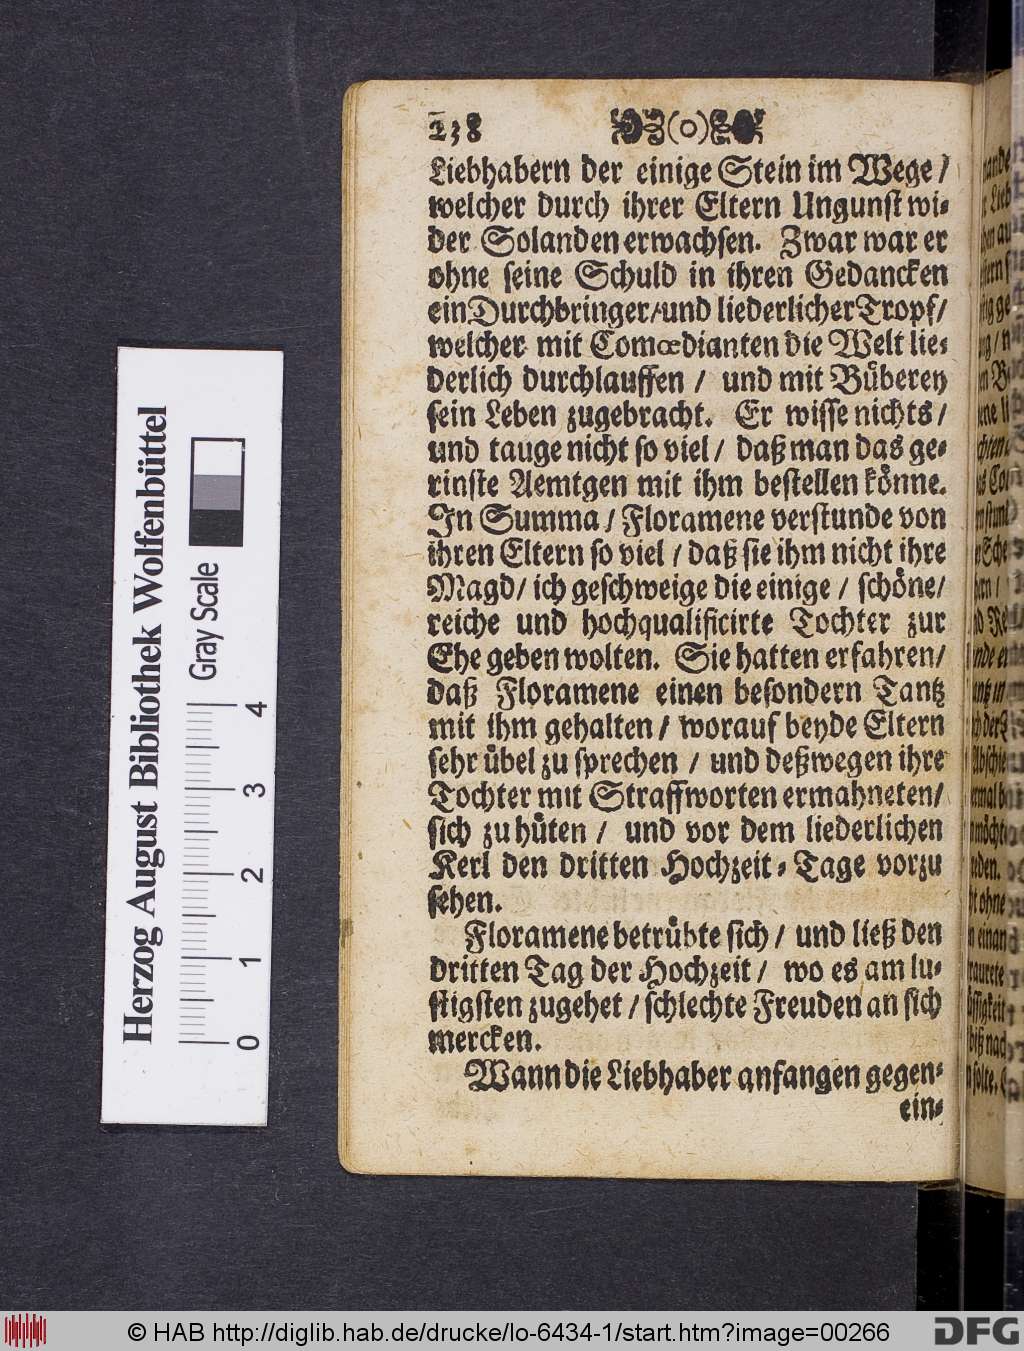 238 (o)
Liebhabern der einige Stein im Wege /
welcher durch ihrer Eltern Ungunst wi-
der Solanden erwachsen. Zwar war er
ohne seine Schuld in ihren Gedancken
ein Durchbringer / und liederlicher Tropf /
welcher mit Comœdianten die Welt lie-
derlich durchlauffen / und mit Büberey
sein Leben zugebracht. Er wisse nichts /
und tauge nicht so viel / daß man das ge-
rinste Aemtgen mit ihm bestellen könne.
In Summa / Floramene verstunde von
ihren Eltern so viel / daß sie ihm nicht ihre
Magd / ich geschweige die einige / schöne /
reiche und hochqualificirte Tochter zur
Ehe geben wolten. Sie hatten erfahren /
daß Floramene einen besondern Tantz
mit ihm gehalten / worauf beyde Eltern
sehr übel zu sprechen / und deßwegen ihre
Tochter mit Straffworten ermahneten /
sich zu hüten / und vor dem liederlichen
Kerl den dritten Hochzeit-Tage vorzu
sehen.
Floramene betrübte sich / und ließ den
dritten Tag der Hochzeit / wo es am lu-
stigsten zugehet / schlechte Freuden an sich
mercken.
Wann die Liebhaber anfangen gegen-
ein-
Herzog August Bibliothek Wolfenbüttel
Gray Scale
0 1 2 3 4
© HAB http://diglib.hab.de/drucke/lo-6434-1/start.htm?image=00266
DFG